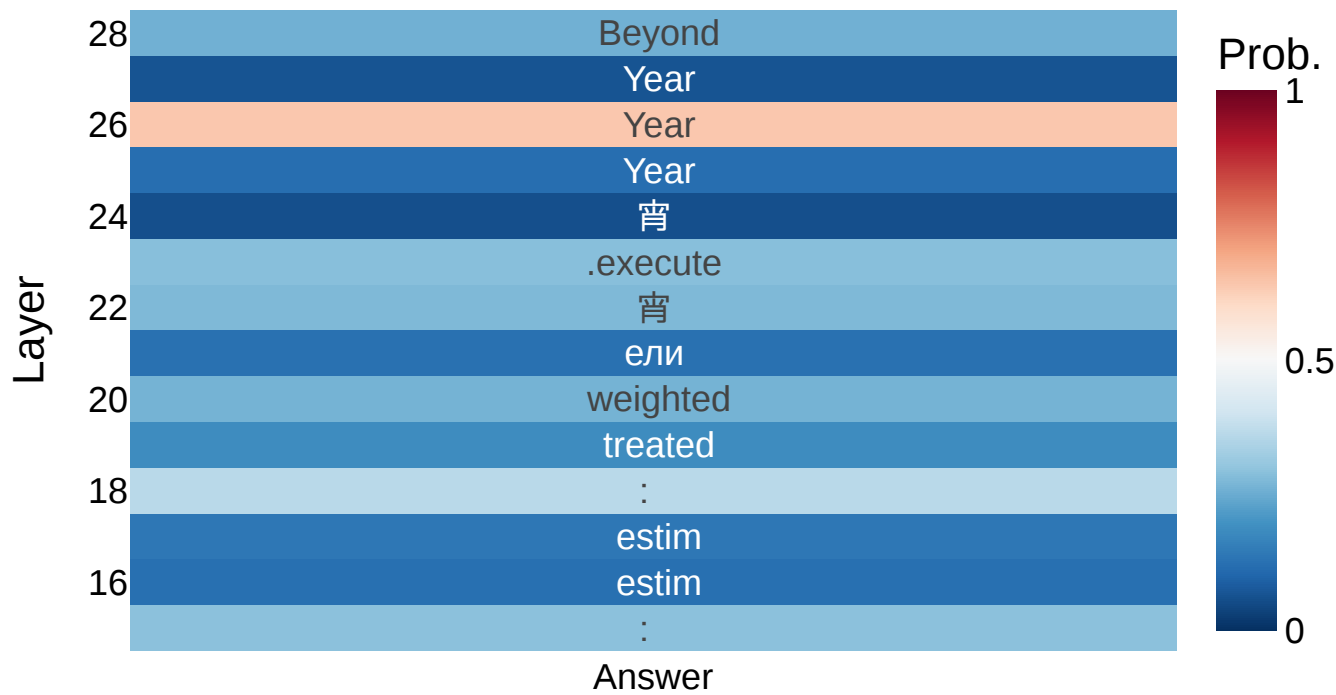 28 Beyond
Prob.
Year
1
26 Year
Year
24 宵
.execute
Layer
22 宵
ели
0.5
20 weighted
treated
18 :
estim
16 estim
:
0
Answer